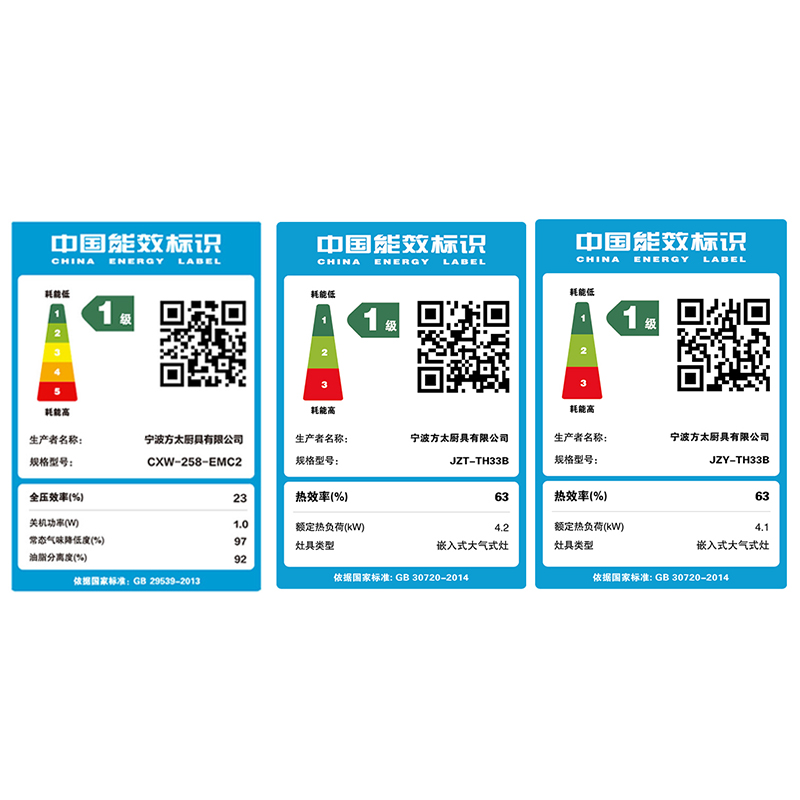 中国能效标识
CHINA ENERGY LABEL
耗能低
1
2
3
4
5
耗能高
1级
生产者名称: 宁波方太厨具有限公司
规格型号: CXW-258-EMC2
全压效率(%) 23
关机功率(W) 1.0
常态气味降低度(%) 97
油脂分离度(%) 92
依据国家标准: GB 29539-2013
中国能效标识
CHINA ENERGY LABEL
耗能低
1
2
3
耗能高
1级
生产者名称: 宁波方太厨具有限公司
规格型号: JZT-TH33B
热效率(%) 63
额定热负荷(kW) 4.2
灶具类型 嵌入式大气式灶
依据国家标准: GB 30720-2014
中国能效标识
CHINA ENERGY LABEL
耗能低
1
2
3
耗能高
1级
生产者名称: 宁波方太厨具有限公司
规格型号: JZY-TH33B
热效率(%) 63
额定热负荷(kW) 4.1
灶具类型 嵌入式大气式灶
依据国家标准: GB 30720-2014